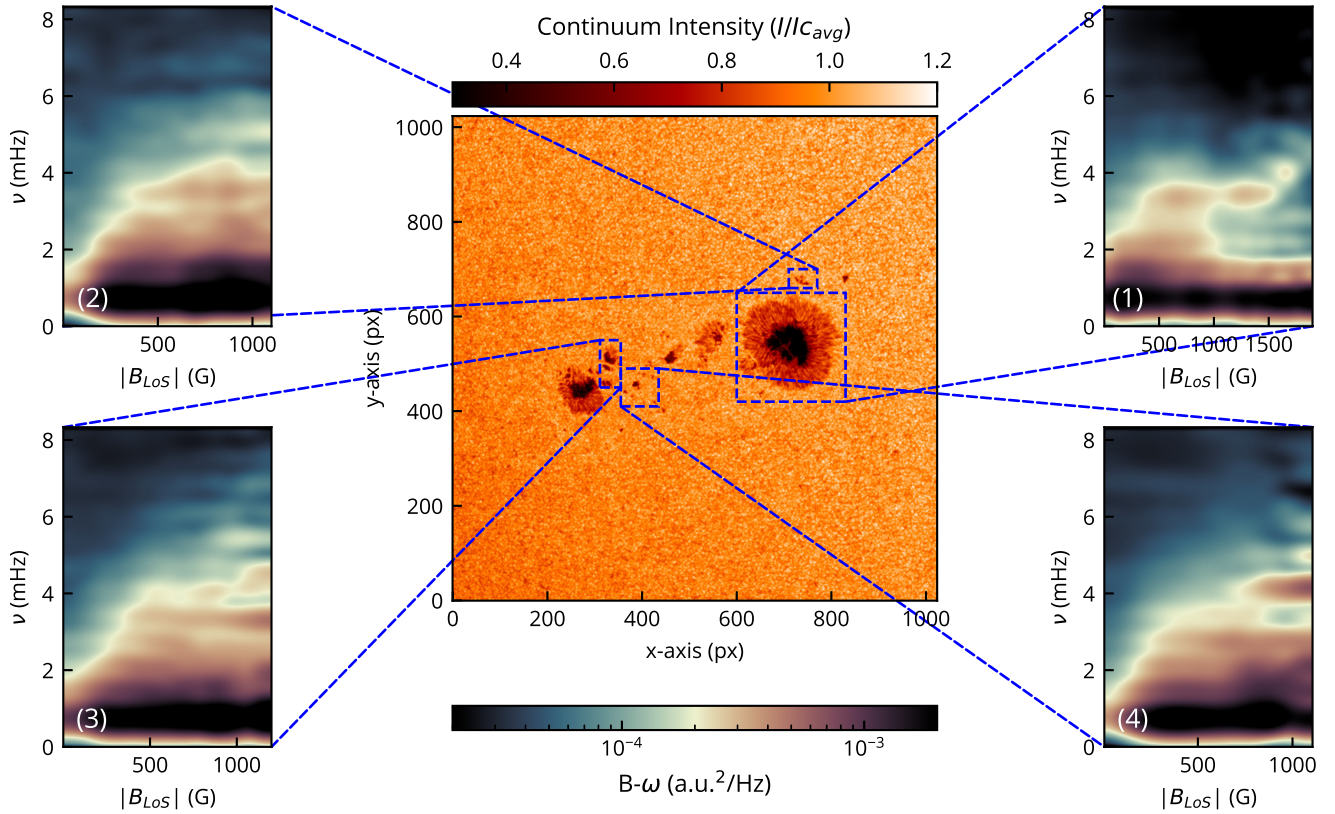 Continuum Intensity (I/Ic_avg)
0.4 0.6 0.8 1.0 1.2
8
6
4
2
0
ν (mHz)
(2)
500 1000
|B_LoS| (G)
8
6
4
2
0
ν (mHz)
(1)
500 1000 1500
|B_LoS| (G)
1000
800
600
400
200
0
y-axis (px)
0 200 400 600 800 1000
x-axis (px)
8
6
4
2
0
ν (mHz)
(3)
500 1000
|B_LoS| (G)
8
6
4
2
0
ν (mHz)
(4)
500 1000
|B_LoS| (G)
10⁻⁴ 10⁻³
B-ω (a.u.²/Hz)